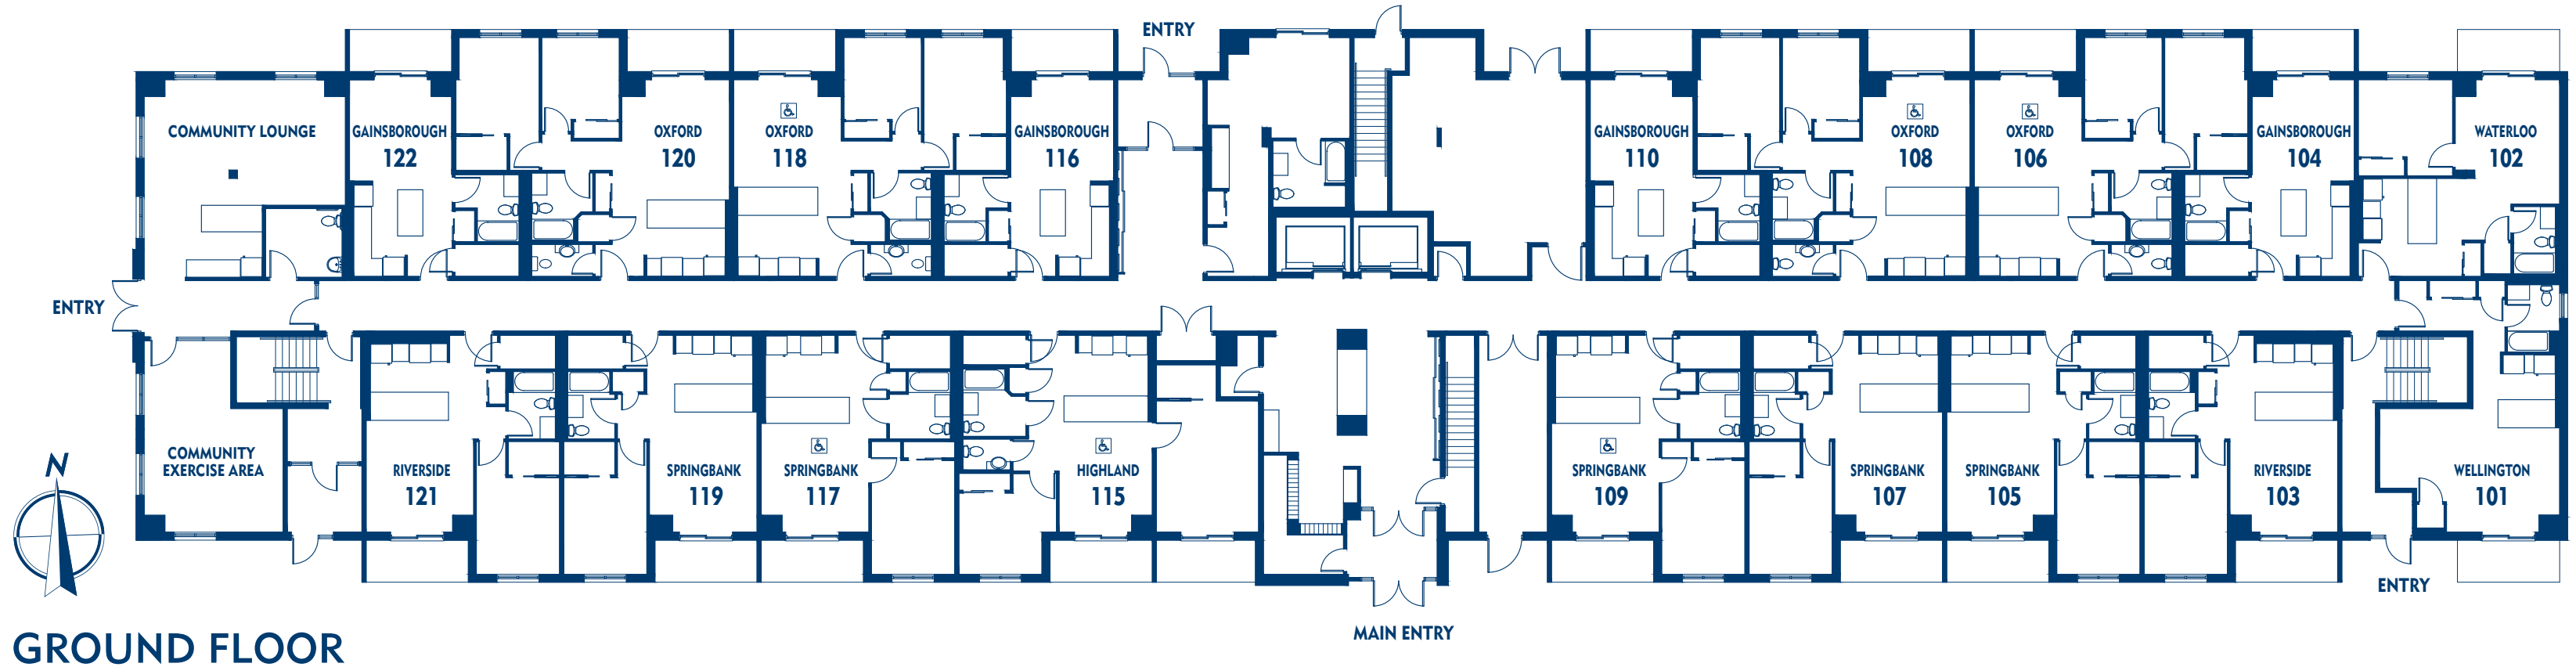 ENTRY
COMMUNITY LOUNGE
GAINSBOROUGH
122
OXFORD
120
OXFORD
118
GAINSBOROUGH
116
GAINSBOROUGH
110
OXFORD
108
OXFORD
106
GAINSBOROUGH
104
WATERLOO
102
ENTRY
COMMUNITY
EXERCISE AREA
RIVERSIDE
121
SPRINGBANK
119
SPRINGBANK
117
HIGHLAND
115
SPRINGBANK
109
SPRINGBANK
107
SPRINGBANK
105
RIVERSIDE
103
WELLINGTON
101
N
ENTRY
MAIN ENTRY
GROUND FLOOR